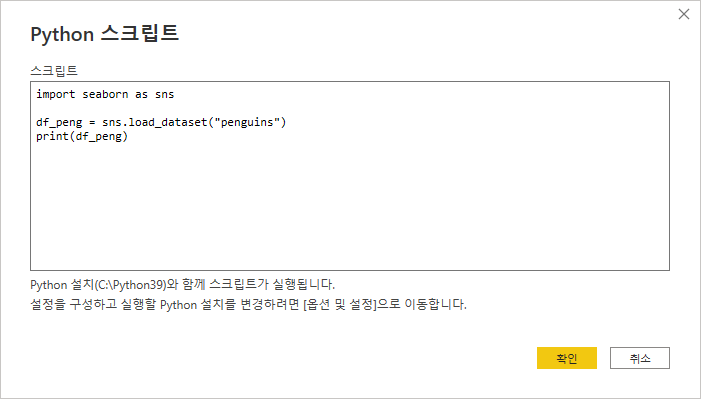 Python 스크립트
스크립트
import seaborn as sns
df_peng = sns.load_dataset("penguins")
print(df_peng)
Python 설치(C:\Python39)와 함께 스크립트가 실행됩니다.
설정을 구성하고 실행할 Python 설치를 변경하려면 [옵션 및 설정]으로 이동합니다.
확인
취소